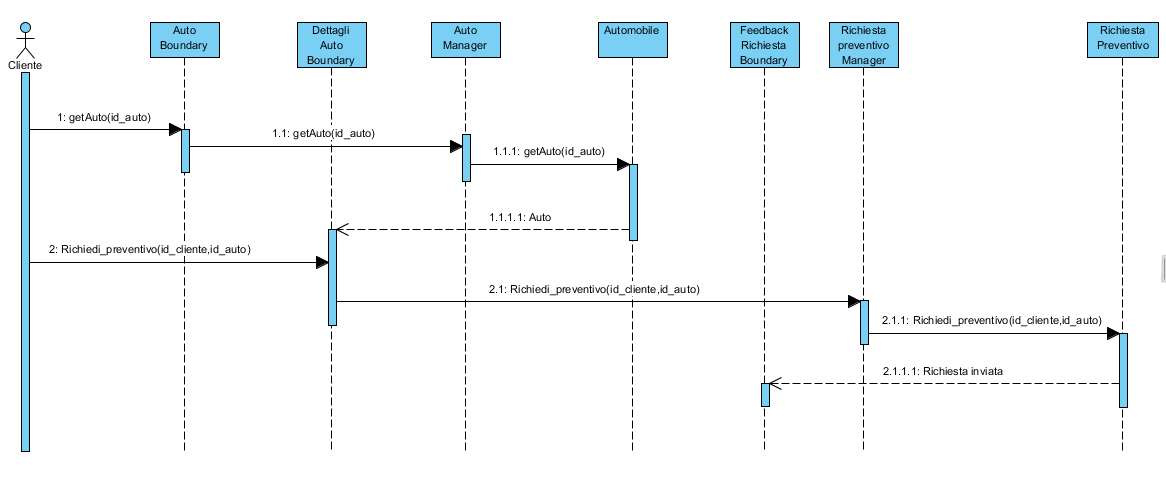 Cliente
Auto
Boundary
Dettagli
Auto
Boundary
Auto
Manager
Automobile
Feedback
Richiesta
Boundary
Richiesta
preventivo
Manager
Richiesta
Preventivo
1: getAuto(id_auto)
1.1: getAuto(id_auto)
1.1.1: getAuto(id_auto)
1.1.1.1: Auto
2: Richiedi_preventivo(id_cliente,id_auto)
2.1: Richiedi_preventivo(id_cliente,id_auto)
2.1.1: Richiedi_preventivo(id_cliente,id_auto)
2.1.1.1: Richiesta inviata